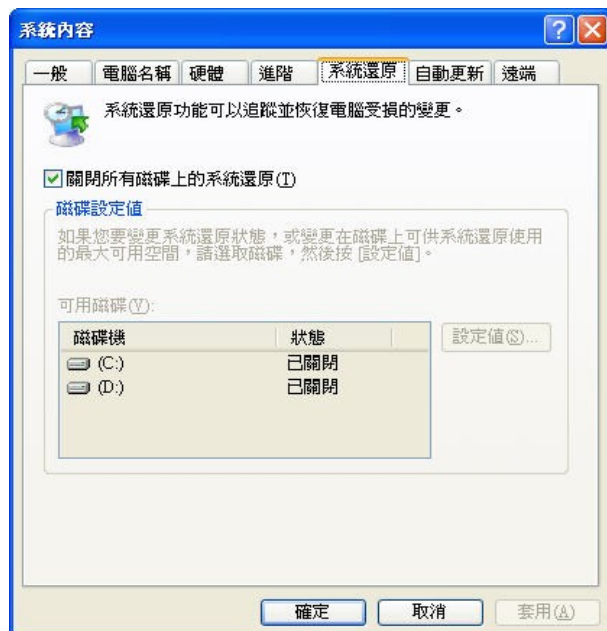 系統內容
一般 電腦名稱 硬體 進階 系統還原 自動更新 遠端
系統還原功能可以追蹤並恢復電腦受損的變更。
關閉所有磁碟上的系統還原(T)
磁碟設定值
如果您要變更系統還原狀態，或變更在磁碟上可供系統還原使用
的最大可用空間，請選取磁碟，然後按 [設定值]。
可用磁碟(V):
磁碟機 狀態
設定值(S)...
(C:) 已關閉
(D:) 已關閉
確定 取消 套用(A)